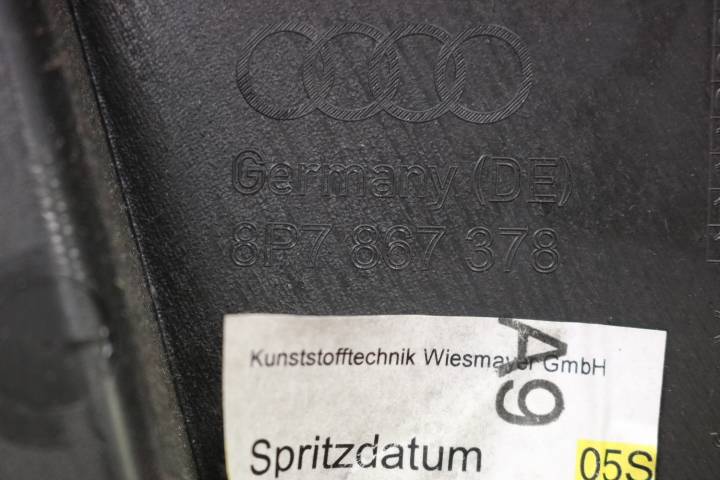 Germany (DE)
8P7 867 378
A9
Kunststofftechnik Wiesmayer GmbH
Spritzdatum 05S